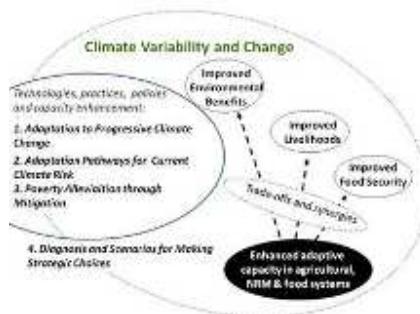 Climate Variability and Change
Technologies, practices, policies
and capacity enhancement:
1. Adaptation to Progressive Climate
Change
2. Adaptation Pathways for Current
Climate Risk
3. Poverty Alleviation through
Mitigation
4. Diagnosis and Scenarios for Making
Strategic Choices
Improved
Environmental
Benefits
Improved
Livelihoods
Improved
Food Security
Trade-offs and synergies
Enhanced adaptive
capacity in agricultural,
NRM & food systems